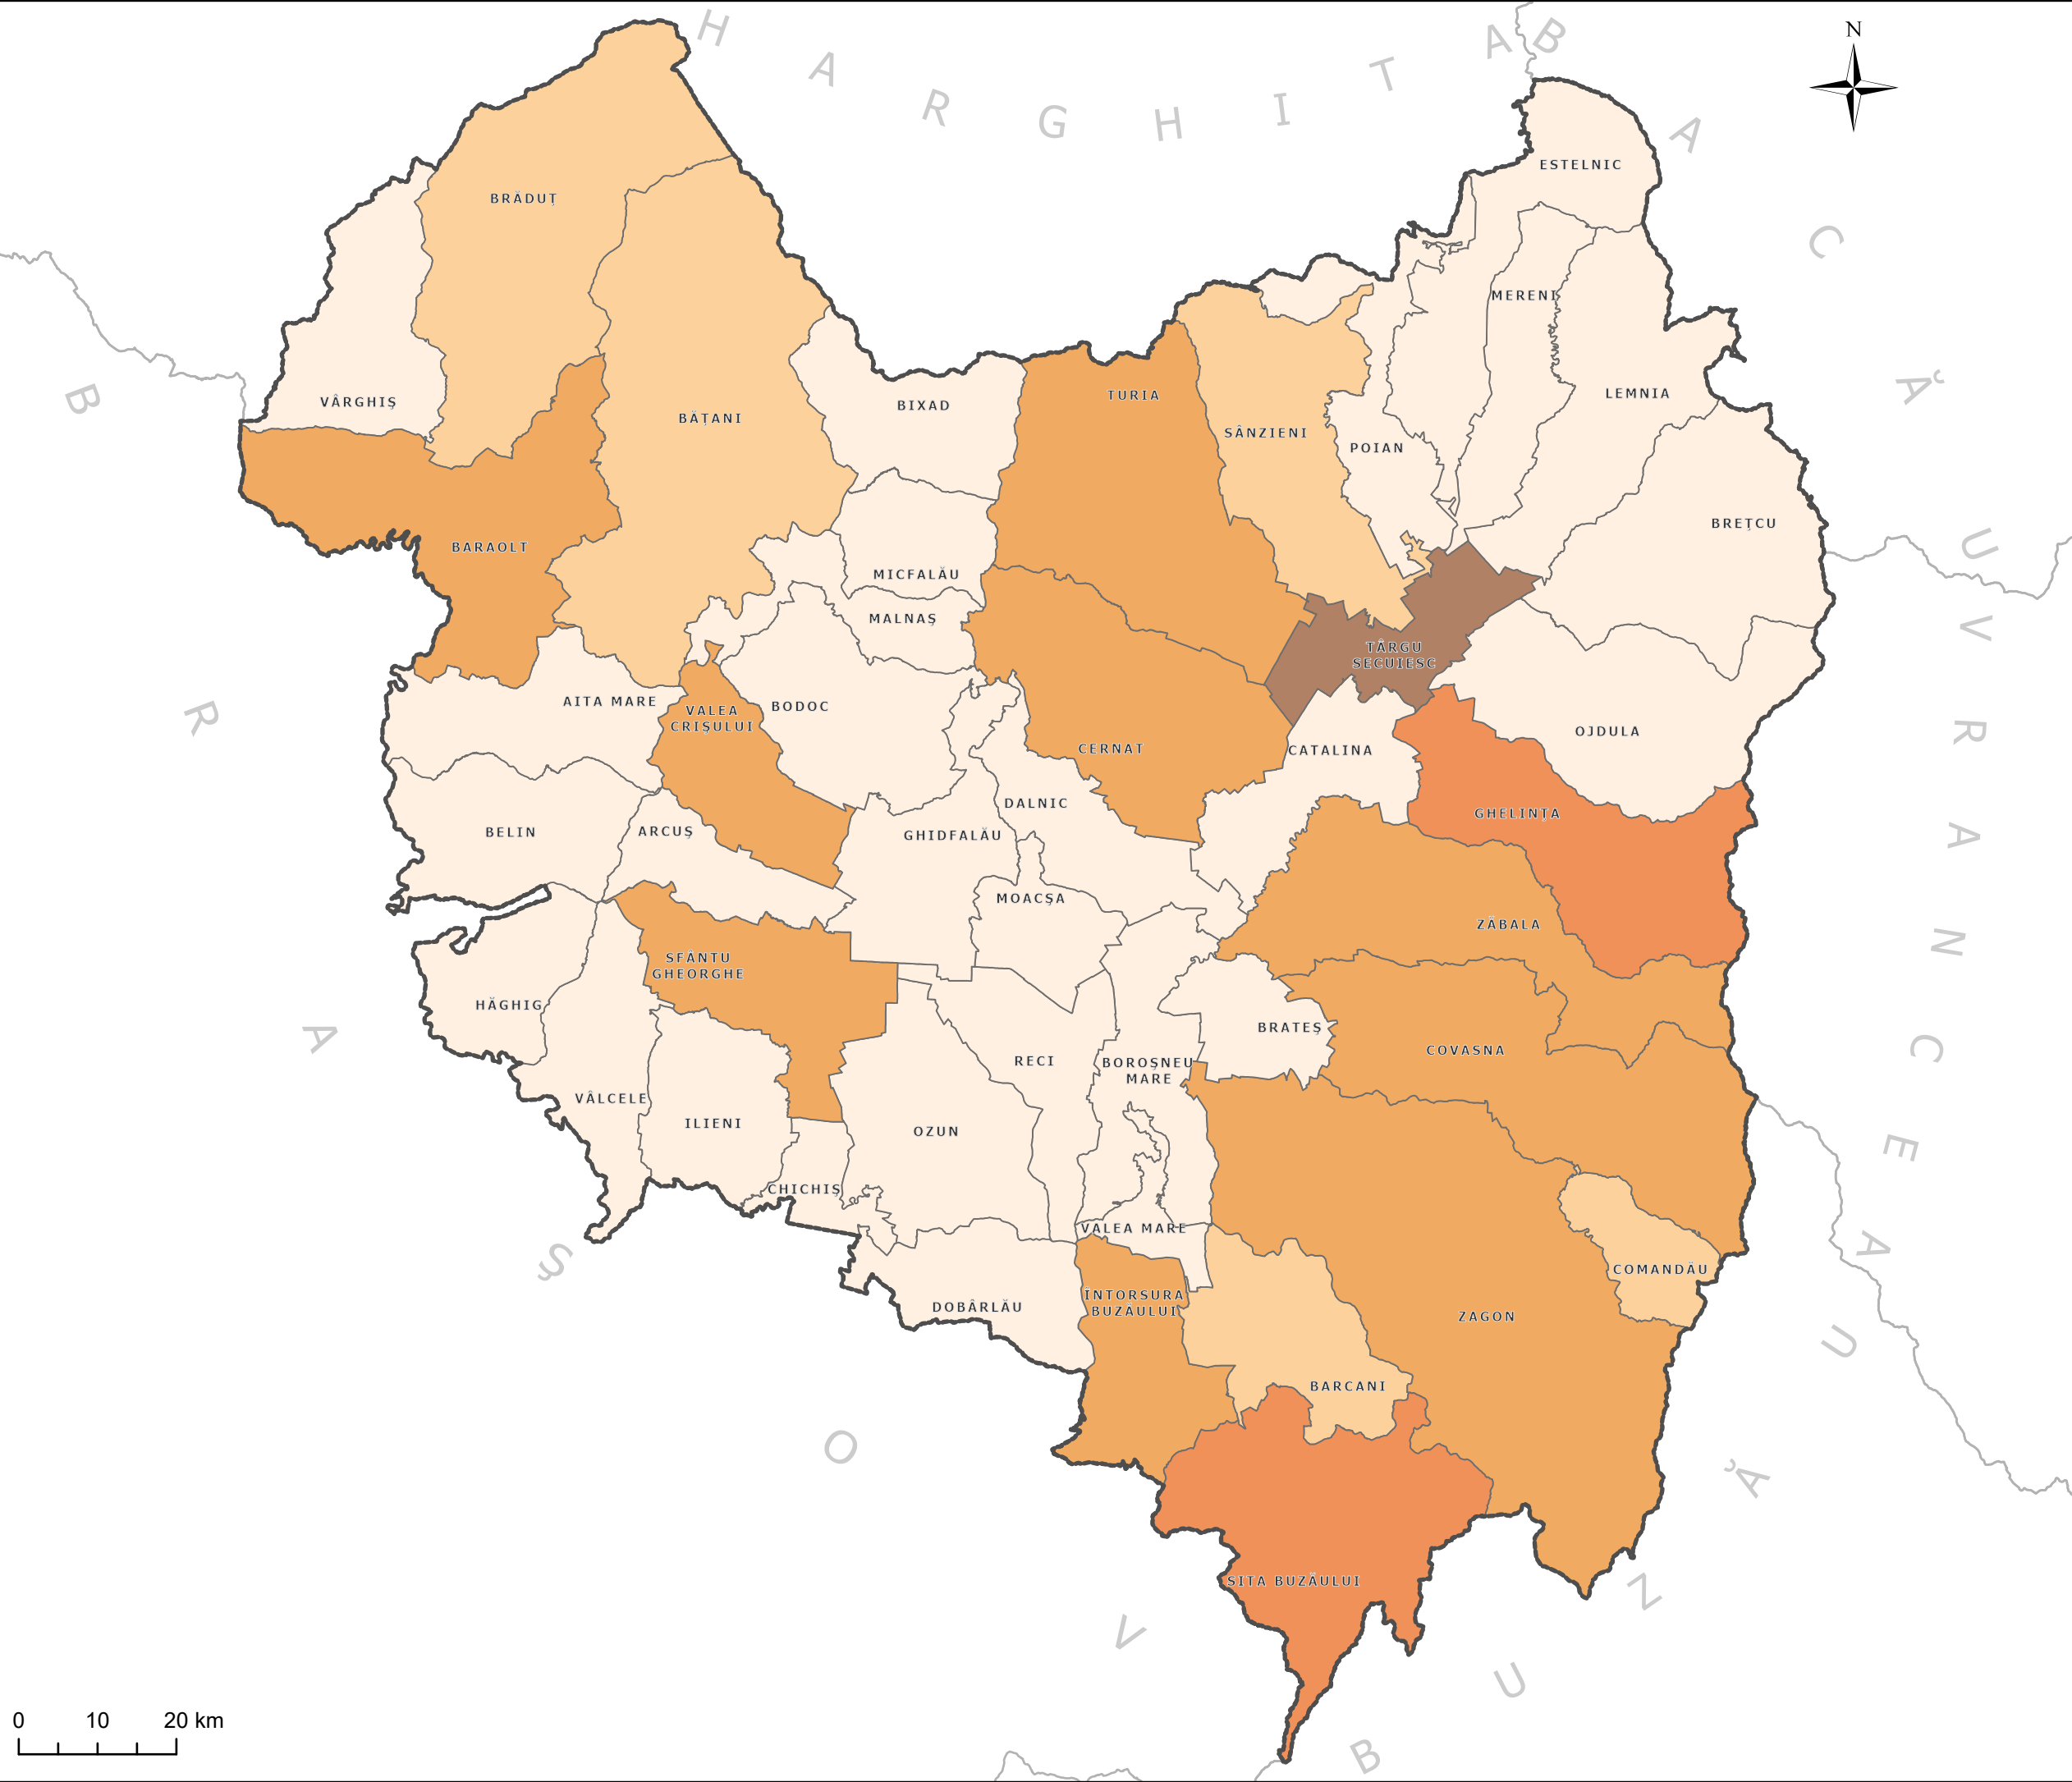 HARGHITA
BACĂU
N
VRANCEA
BUZĂU
BRAȘOV
ESTELNIC
BRĂDUȚ
MERENI
LEMNIA
VÂRGHIȘ
BĂȚANI
BIXAD
TURIA
SÂNZIENI
POIAN
BREȚCU
BARAOLT
MICFALĂU
MALNAȘ
TÂRGU
SECUIESC
AITA MARE
VALEA
CRIȘULUI
BODOC
CERNAT
CATALINA
OJDULA
GHELINȚA
DALNIC
BELIN
ARCUȘ
GHIDFALĂU
MOACȘA
ZĂBALA
SFÂNTU
GHEORGHE
HĂGHIG
BRATEȘ
COVASNA
RECI
BOROȘNEU
MARE
VÂLCELE
ILIENI
OZUN
CHICHIȘ
VALEA MARE
COMANDĂU
ÎNTORSURA
BUZĂULUI
DOBÂRLĂU
ZAGON
BARCANI
SITA BUZĂULUI
0 10 20 km